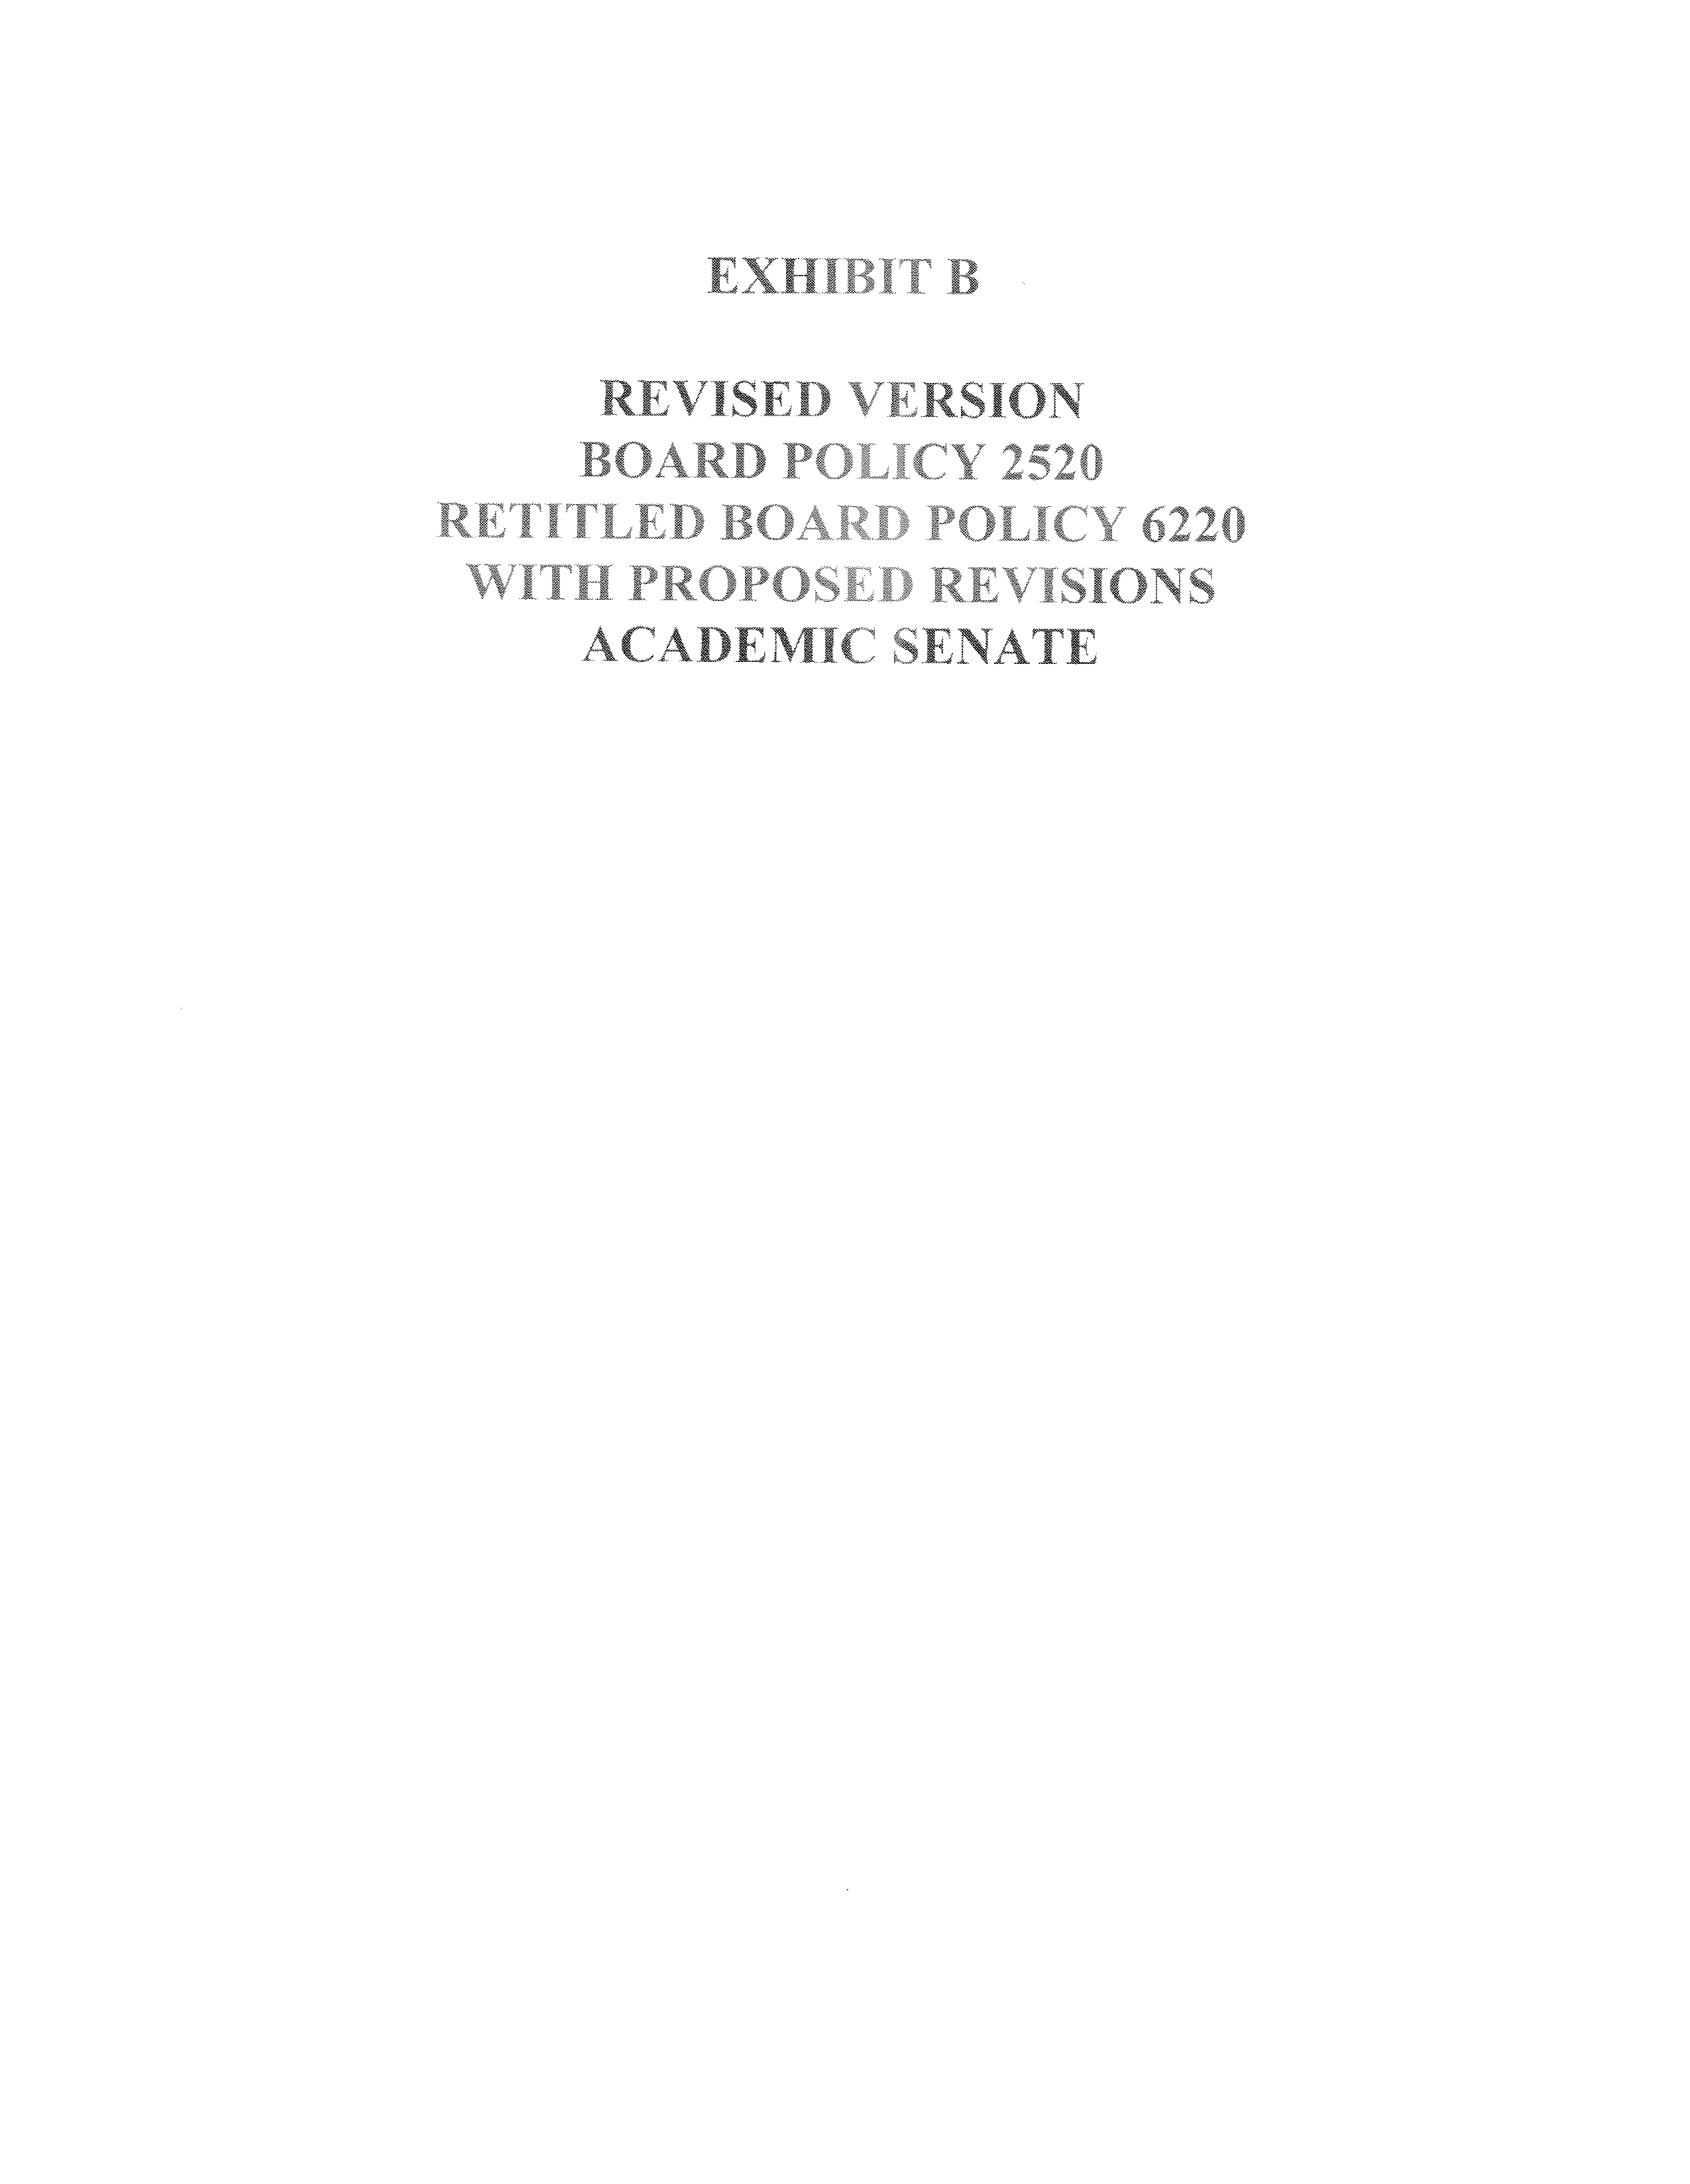 EXHIBIT B
REVISED VERSION
BOARD POLICY 2520
RETITLED BOARD POLICY 6220
WITH PROPOSED REVISIONS
ACADEMIC SENATE